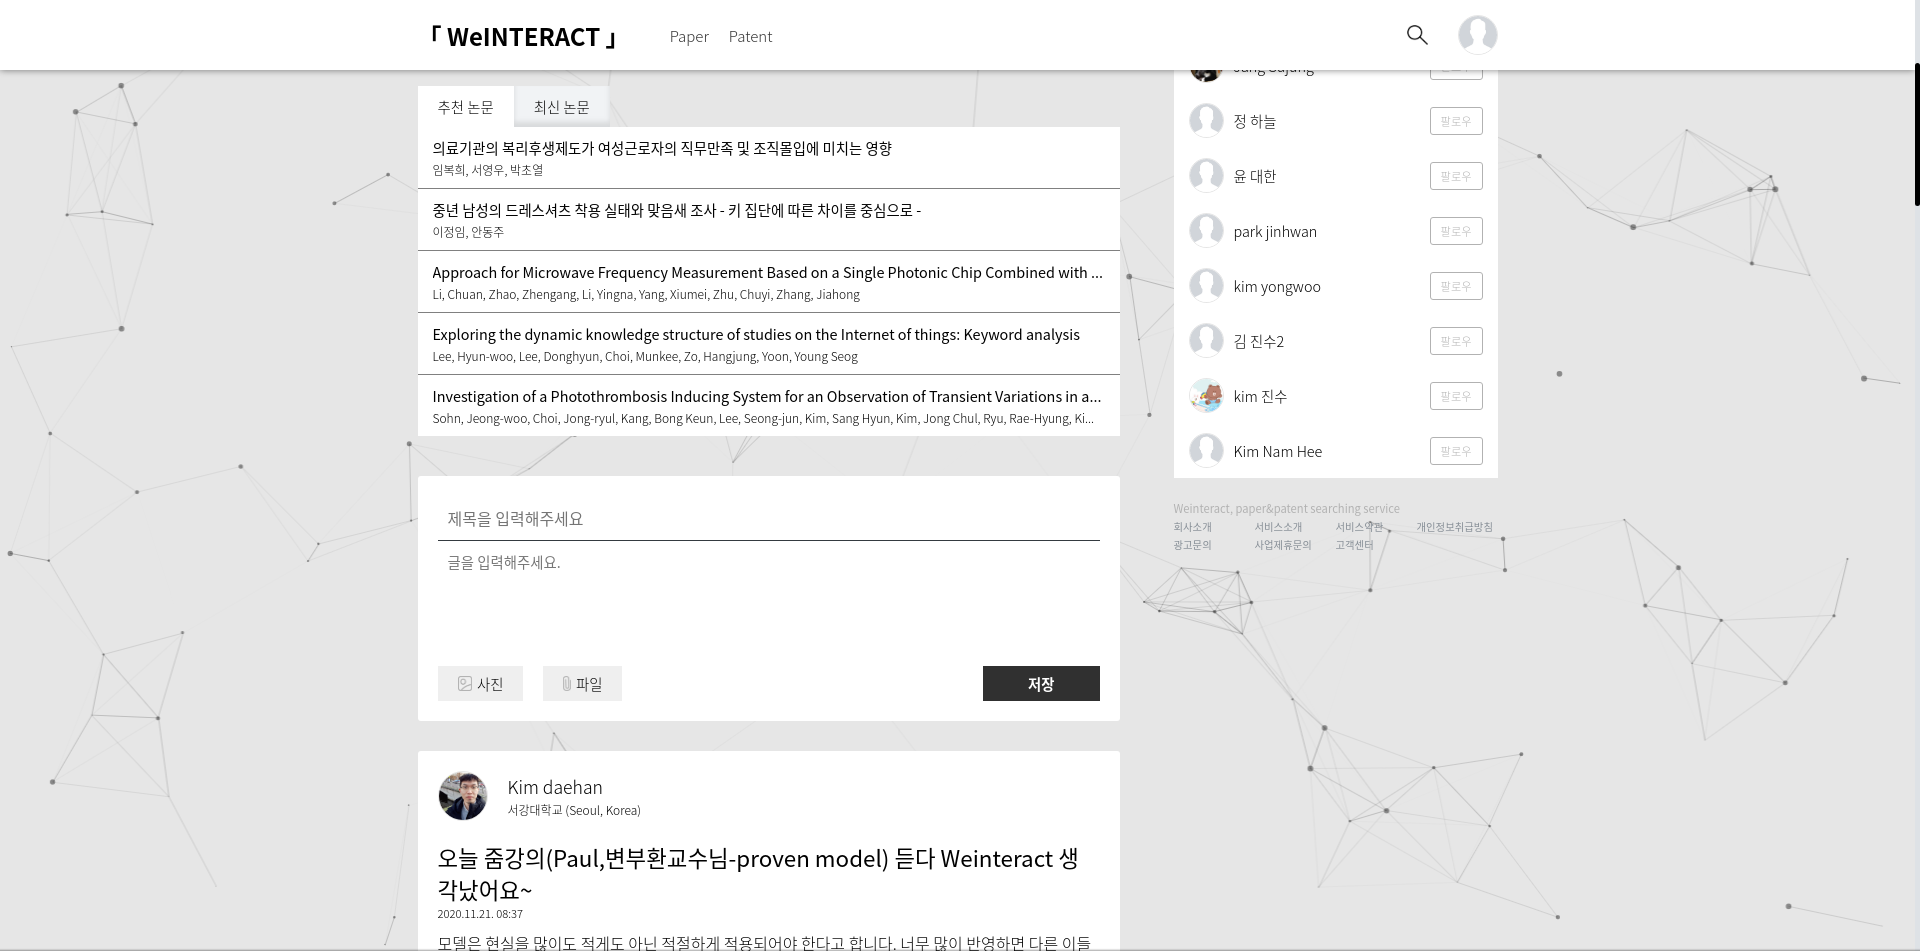 「 WeINTERACT 」
Paper
Patent
추천 논문
최신 논문
의료기관의 복리후생제도가 여성근로자의 직무만족 및 조직몰입에 미치는 영향
임복희, 서영우, 박초열
중년 남성의 드레스셔츠 착용 실태와 맞음새 조사 - 키 집단에 따른 차이를 중심으로 -
이정임, 안동주
Approach for Microwave Frequency Measurement Based on a Single Photonic Chip Combined with ...
Li, Chuan, Zhao, Zhengang, Li, Yingna, Yang, Xiumei, Zhu, Chuyi, Zhang, Jiahong
Exploring the dynamic knowledge structure of studies on the Internet of things: Keyword analysis
Lee, Hyun-woo, Lee, Donghyun, Choi, Munkee, Zo, Hangjung, Yoon, Young Seog
Investigation of a Photothrombosis Inducing System for an Observation of Transient Variations in a...
Sohn, Jeong-woo, Choi, Jong-ryul, Kang, Bong Keun, Lee, Seong-jun, Kim, Sang Hyun, Kim, Jong Chul, Ryu, Rae-Hyung, Ki...
제목을 입력해주세요
글을 입력해주세요.
사진
파일
저장
Kim daehan
서강대학교 (Seoul, Korea)
오늘 줌강의(Paul,변부환교수님-proven model) 듣다 Weinteract 생
각났어요~
2020.11.21. 08:37
모델은 현실을 많이도 적게도 아닌 적절하게 적용되어야 한다고 합니다. 너무 많이 반영하면 다른 이들
정 하늘
팔로우
윤 대한
팔로우
park jinhwan
팔로우
kim yongwoo
팔로우
김 진수2
팔로우
kim 진수
팔로우
Kim Nam Hee
팔로우
Weinteract, paper&patent searching service
회사소개
서비스소개
서비스약관
개인정보취급방침
광고문의
사업제휴문의
고객센터